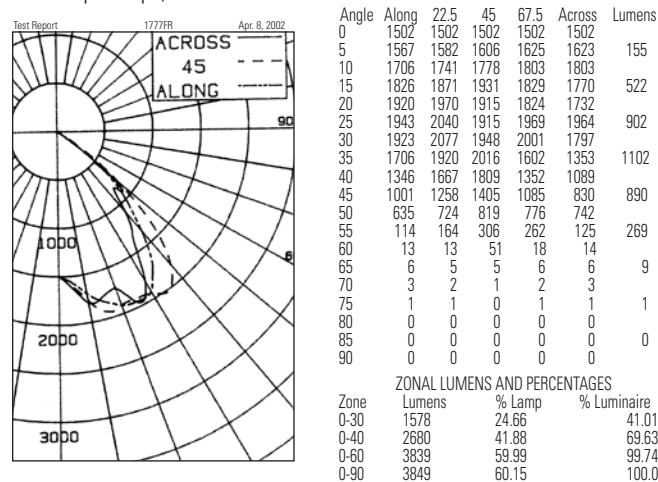 Test Report 1777FR Apr. 8, 2002
ACROSS
45
ALONG
90
6
1000
2000
3000
Angle Along 22.5 45 67.5 Across Lumens
0 1502 1502 1502 1502 1502
5 1567 1582 1606 1625 1623 155
10 1706 1741 1778 1803 1803
15 1826 1871 1931 1829 1770 522
20 1920 1970 1915 1824 1732
25 1943 2040 1915 1969 1964 902
30 1923 2077 1948 2001 1797
35 1706 1920 2016 1602 1353 1102
40 1346 1667 1809 1352 1089
45 1001 1258 1405 1085 830 890
50 635 724 819 776 742
55 114 164 306 262 125 269
60 13 13 51 18 14
65 6 5 5 6 6 9
70 3 2 1 2 3
75 1 1 0 1 1 1
80 0 0 0 0 0
85 0 0 0 0 0 0
90 0 0 0 0 0
ZONAL LUMENS AND PERCENTAGES
Zone Lumens % Lamp % Luminaire
0-30 1578 24.66 41.01
0-40 2680 41.88 69.63
0-60 3839 59.99 99.74
0-90 3849 60.15 100.0